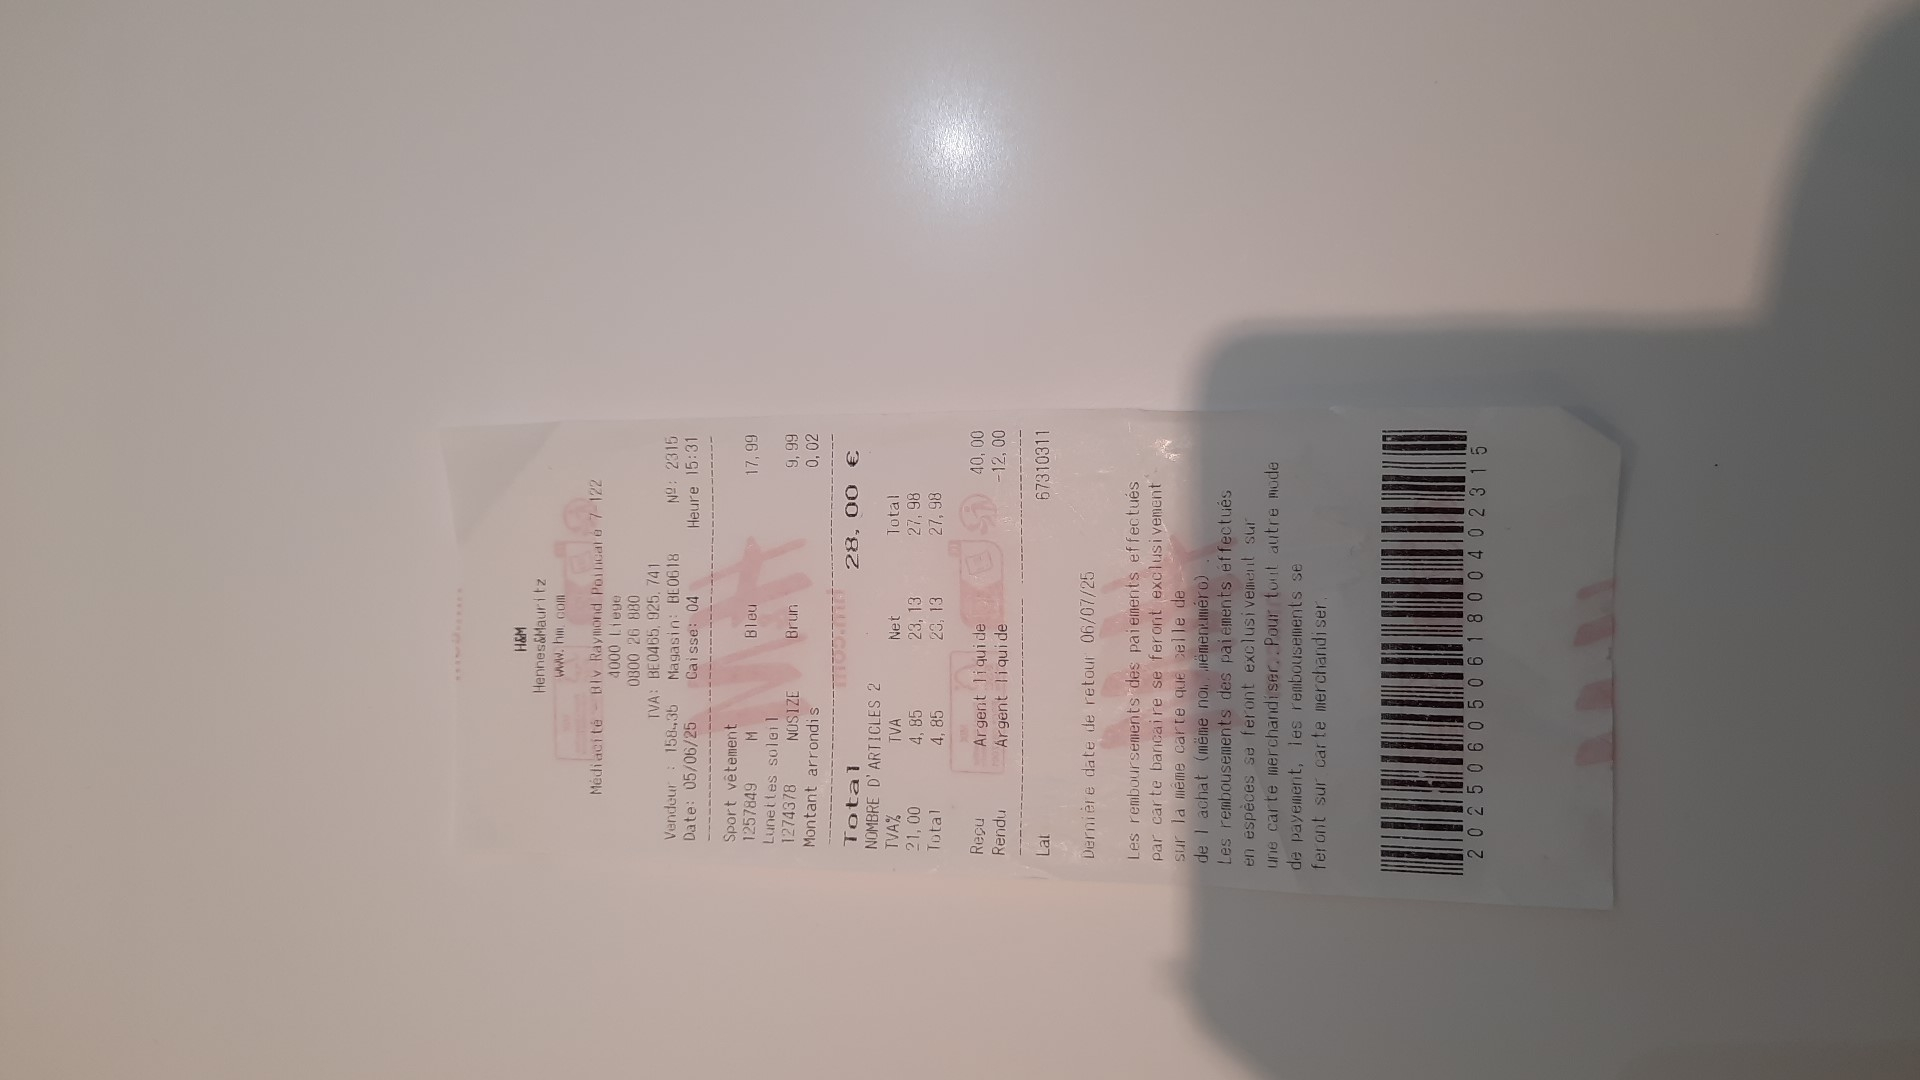 H&M
Hennes&Mauritz
www.hm.com
Médiacité - Blv Raymond Poincaré 7-122
4000 Liege
0800 26 880
TVA: BE0465.925.741
Vendeur : 158435 Magasin: BE0618 Nº: 2315
Date: 05/06/25 Caisse: 04 Heure 15:31
Sport vêtement
1257849 M Bleu 17,99
Lunettes soleil
1274378 NOSIZE Brun 9,99
Montant arrondis 0,02
Total 28,00 €
NOMBRE D'ARTICLES 2
TVA% TVA Net Total
21,00 4,85 23,13 27,98
Total 4,85 23,13 27,98
Reçu Argent liquide 40,00
Rendu Argent liquide -12,00
67310311
Dernière date de retour 06/07/25
Les remboursements des paiements effectués
par carte bancaire se feront exclusivement
sur la même carte que celle de
de l achat (même nom, même numéro) .
Les rembousements des paiements éffectués
en espèces se feront exclusivement sur
une carte merchandiser. Pour tout autre mode
de payement, les rembousements se
feront sur carte merchandiser.
20250605061800402315